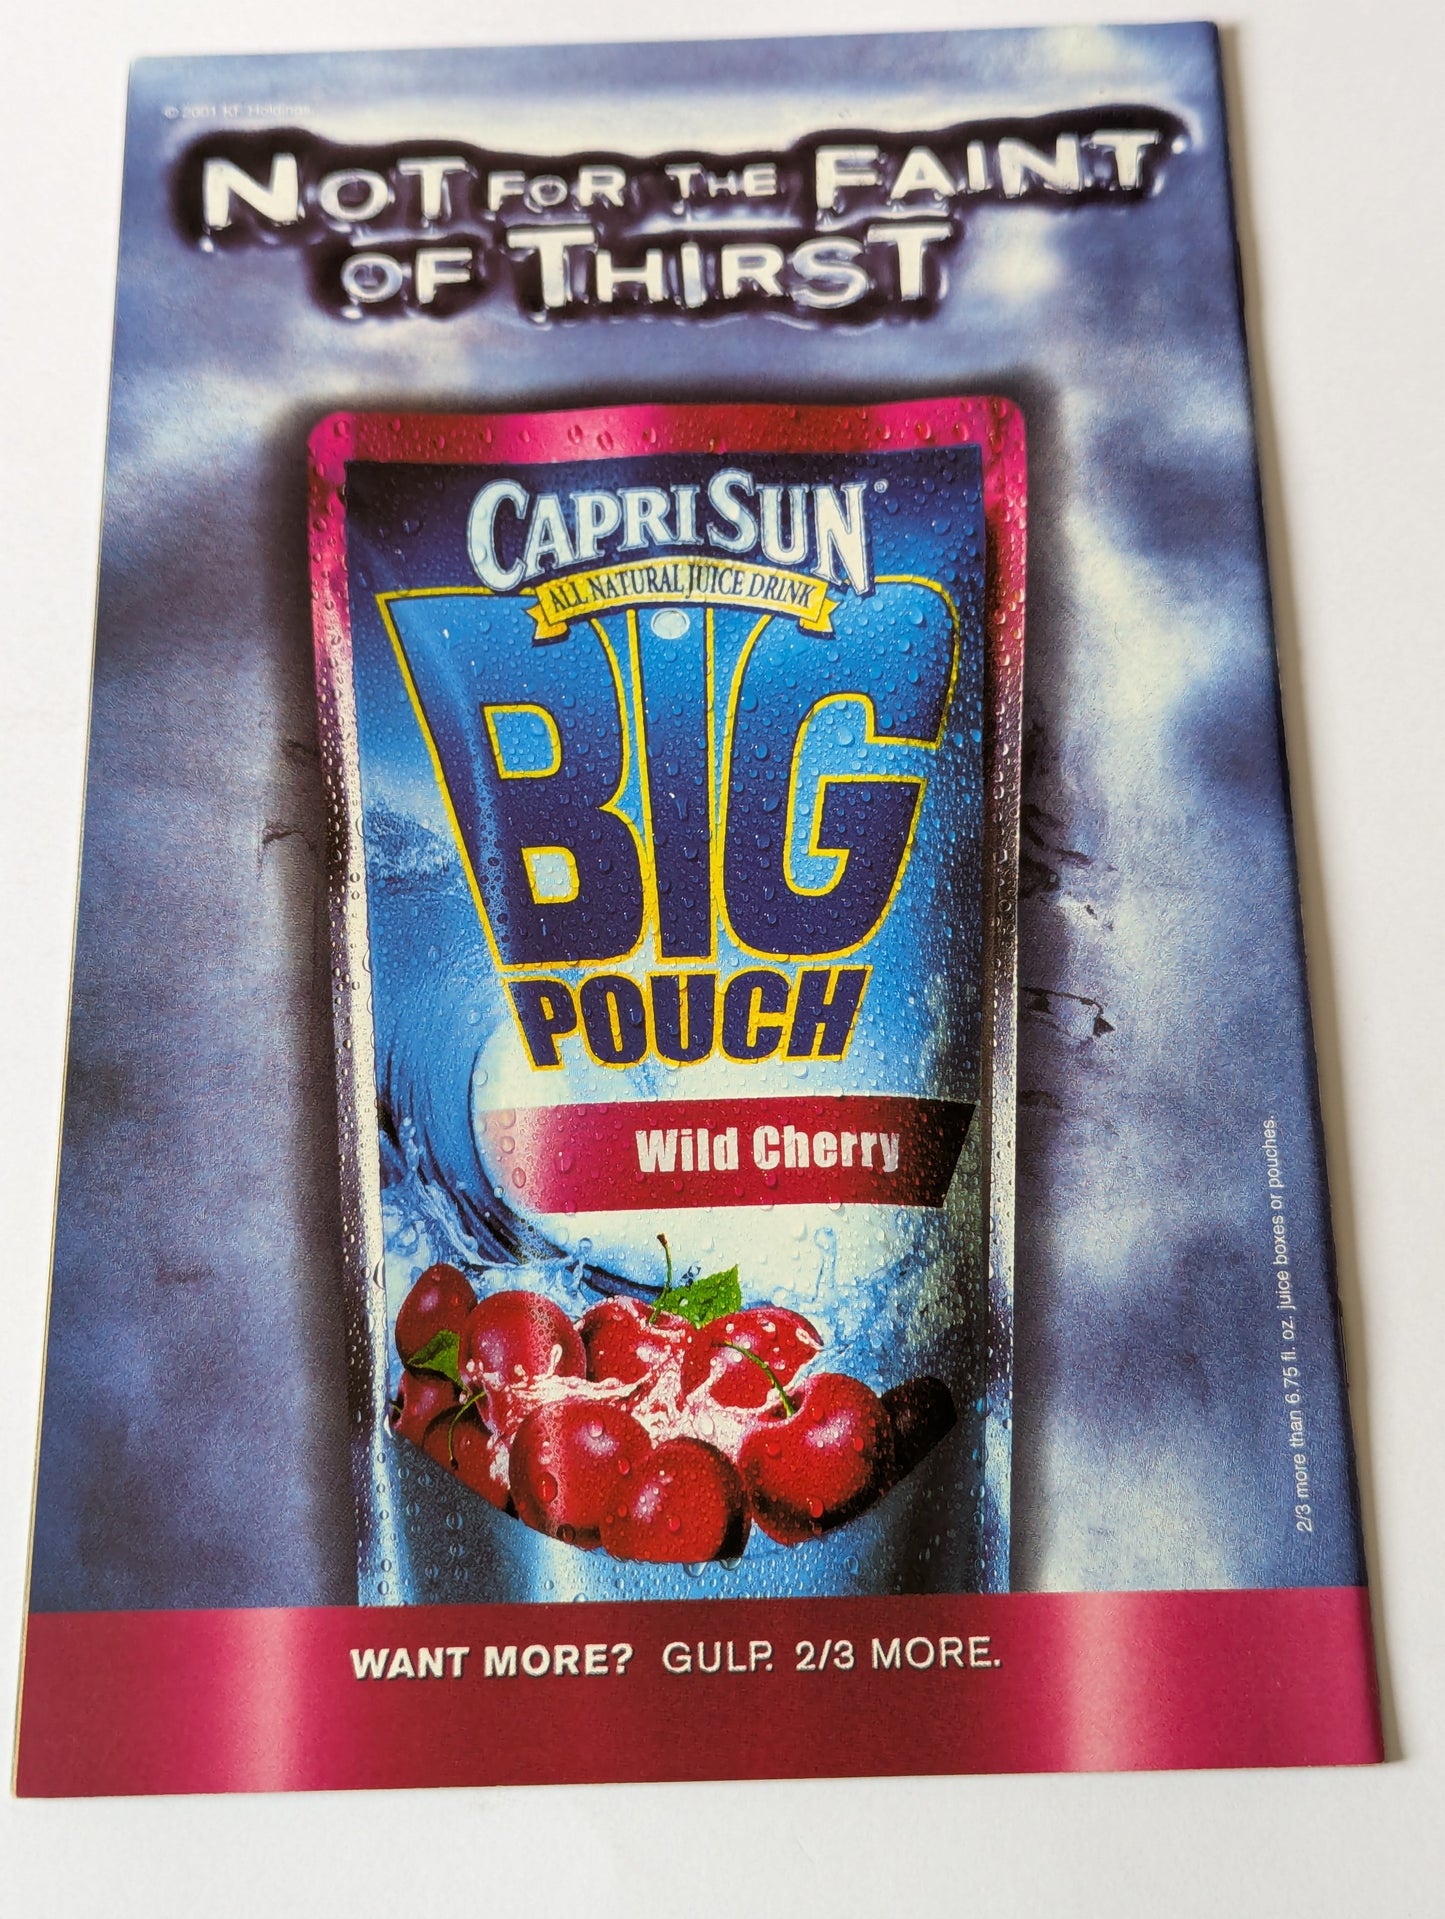 © 2001 KF Holdings.
NOT FOR THE FAINT
OF THIRST
CAPRI SUN®
ALL NATURAL JUICE DRINK
BIG
POUCH
Wild Cherry
2/3 more than 6.75 fl. oz. juice boxes or pouches.
WANT MORE? GULP. 2/3 MORE.